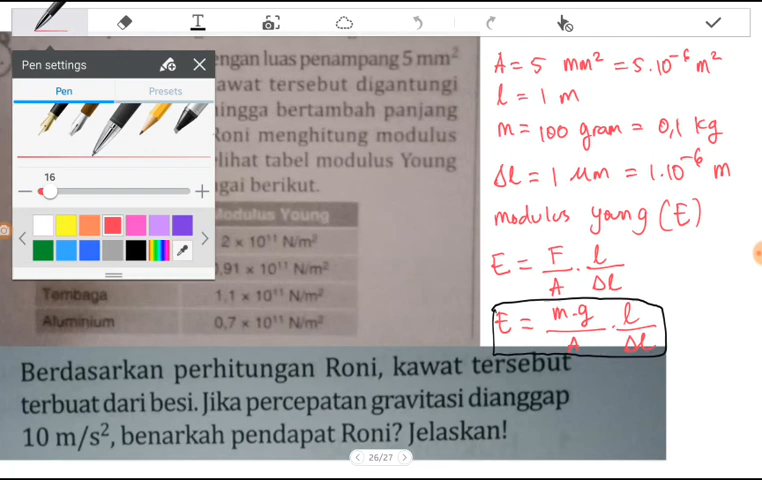 Pen settings
Pen Presets
16
ngan luas penampang 5 mm²
awat tersebut digantungi
ingga bertambah panjang
Roni menghitung modulus
lihat tabel modulus Young
gai berikut.
Modulus Young
2 × 10¹¹ N/m²
0,91 × 10¹¹ N/m²
Tembaga 1,1 × 10¹¹ N/m²
Aluminium 0,7 × 10¹¹ N/m²
Berdasarkan perhitungan Roni, kawat tersebut
terbuat dari besi. Jika percepatan gravitasi dianggap
10 m/s², benarkah pendapat Roni? Jelaskan!
26/27
A = 5 mm² = 5.10⁻⁶ m²
l = 1 m
m = 100 gram = 0,1 kg
Δl = 1 μm = 1.10⁻⁶ m
modulus young (E)
E = F/A · l/Δl
E = m·g/A · l/Δl